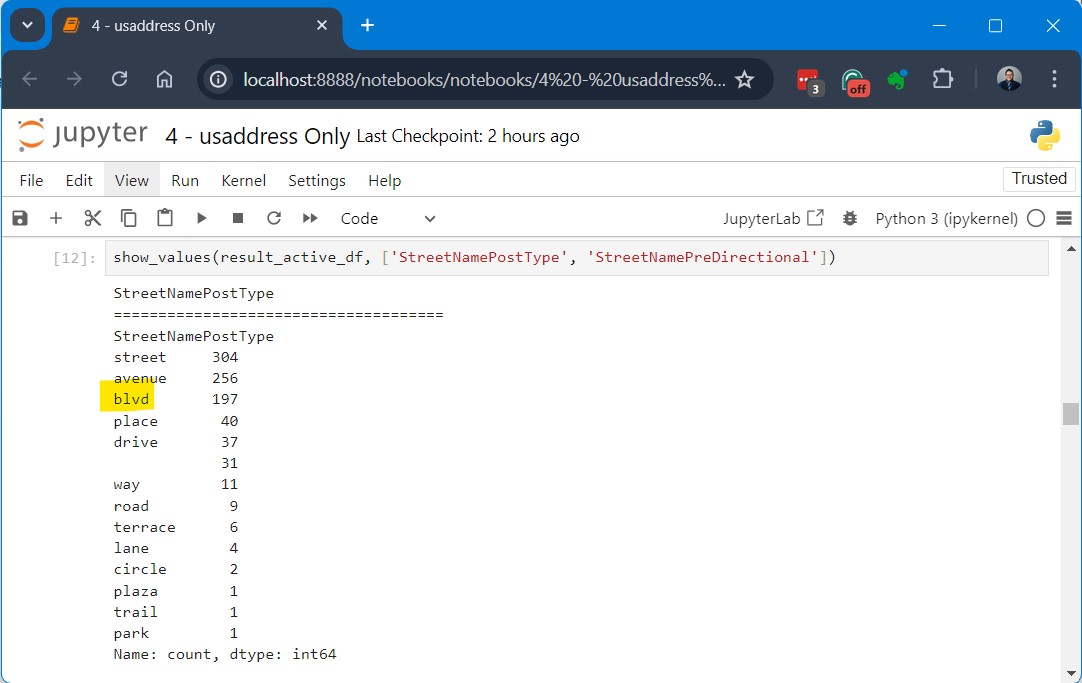 4 - usaddress Only
localhost:8888/notebooks/notebooks/4%20-%20usaddress%...
3
off
jupyter 4 - usaddress Only Last Checkpoint: 2 hours ago
File Edit View Run Kernel Settings Help
Trusted
Code
JupyterLab
Python 3 (ipykernel)
[12]: show_values(result_active_df, ['StreetNamePostType', 'StreetNamePreDirectional'])
StreetNamePostType
=====================================
StreetNamePostType
street 304
avenue 256
blvd 197
place 40
drive 37
31
way 11
road 9
terrace 6
lane 4
circle 2
plaza 1
trail 1
park 1
Name: count, dtype: int64